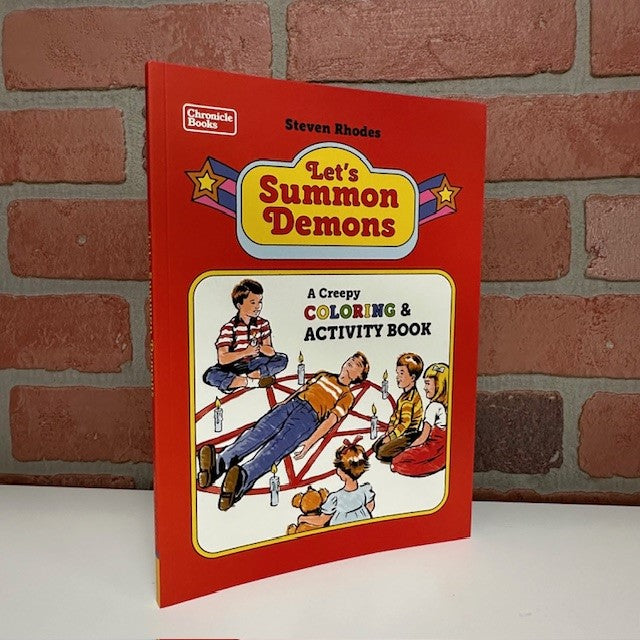 Chronicle
Books
Steven Rhodes
Let's
Summon
Demons
A Creepy
COLORING &
ACTIVITY BOOK